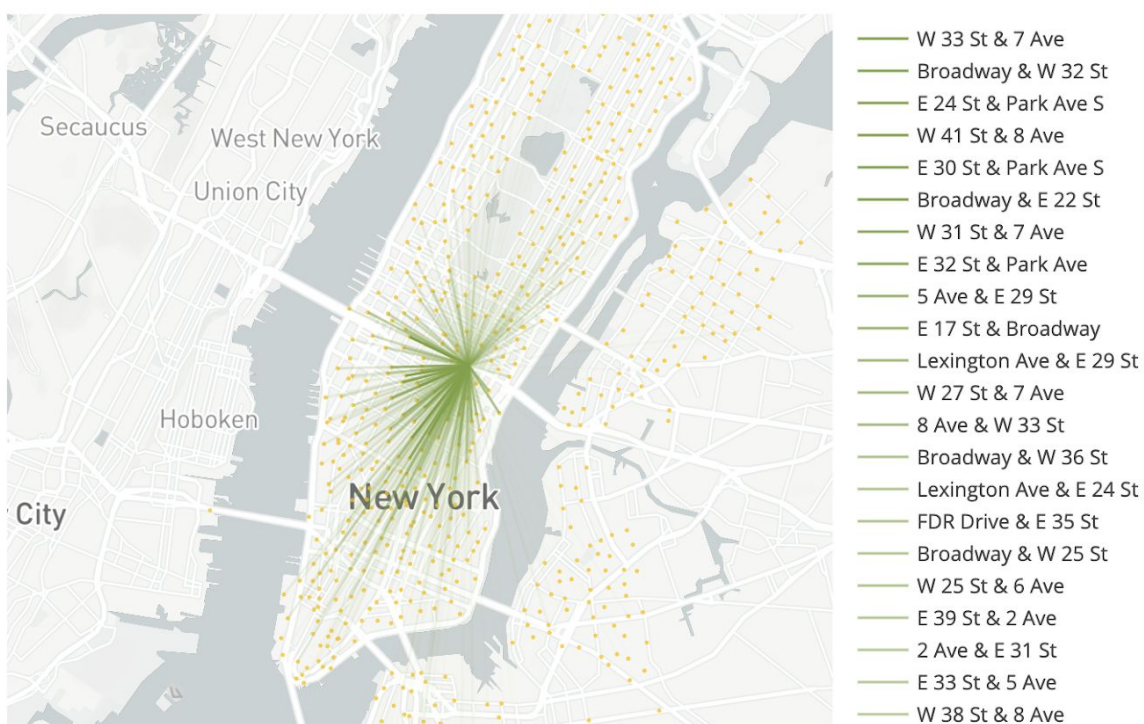 Secaucus
West New York
Union City
Hoboken
New York
City
W 33 St & 7 Ave
Broadway & W 32 St
E 24 St & Park Ave S
W 41 St & 8 Ave
E 30 St & Park Ave S
Broadway & E 22 St
W 31 St & 7 Ave
E 32 St & Park Ave
5 Ave & E 29 St
E 17 St & Broadway
Lexington Ave & E 29 St
W 27 St & 7 Ave
8 Ave & W 33 St
Broadway & W 36 St
Lexington Ave & E 24 St
FDR Drive & E 35 St
Broadway & W 25 St
W 25 St & 6 Ave
E 39 St & 2 Ave
2 Ave & E 31 St
E 33 St & 5 Ave
W 38 St & 8 Ave